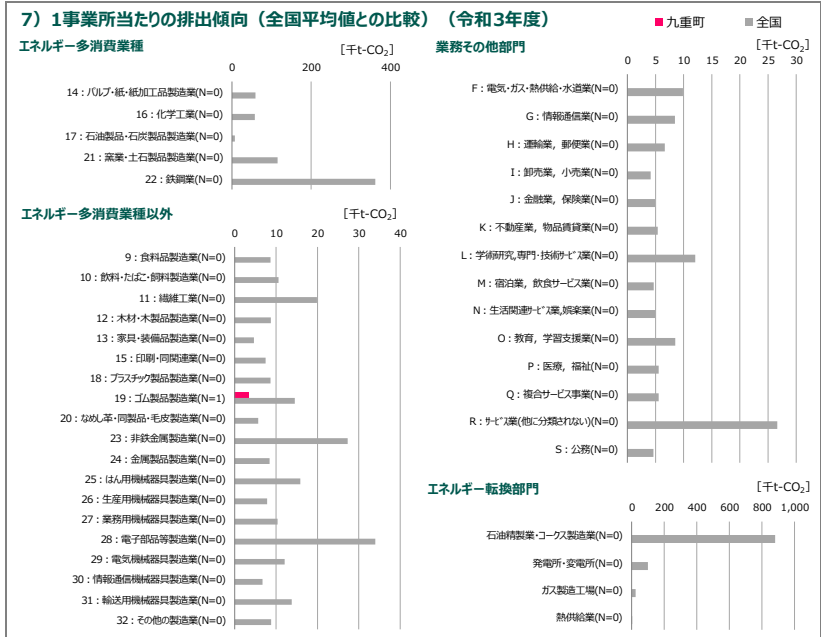 7）1事業所当たりの排出傾向（全国平均値との比較）（令和3年度）
九重町
全国
エネルギー多消費業種
[千t-CO2]
0 200 400
14：パルプ・紙・紙加工品製造業(N=0)
16：化学工業(N=0)
17：石油製品・石炭製品製造業(N=0)
21：窯業・土石製品製造業(N=0)
22：鉄鋼業(N=0)
エネルギー多消費業種以外
[千t-CO2]
0 10 20 30 40
9：食料品製造業(N=0)
10：飲料・たばこ・飼料製造業(N=0)
11：繊維工業(N=0)
12：木材・木製品製造業(N=0)
13：家具・装備品製造業(N=0)
15：印刷・同関連業(N=0)
18：プラスチック製品製造業(N=0)
19：ゴム製品製造業(N=1)
20：なめし革・同製品・毛皮製造業(N=0)
23：非鉄金属製造業(N=0)
24：金属製品製造業(N=0)
25：はん用機械器具製造業(N=0)
26：生産用機械器具製造業(N=0)
27：業務用機械器具製造業(N=0)
28：電子部品等製造業(N=0)
29：電気機械器具製造業(N=0)
30：情報通信機械器具製造業(N=0)
31：輸送用機械器具製造業(N=0)
32：その他の製造業(N=0)
業務その他部門
[千t-CO2]
0 5 10 15 20 25 30
F：電気・ガス・熱供給・水道業(N=0)
G：情報通信業(N=0)
H：運輸業，郵便業(N=0)
I：卸売業，小売業(N=0)
J：金融業，保険業(N=0)
K：不動産業，物品賃貸業(N=0)
L：学術研究,専門・技術サービス業(N=0)
M：宿泊業，飲食サービス業(N=0)
N：生活関連サービス業,娯楽業(N=0)
O：教育，学習支援業(N=0)
P：医療，福祉(N=0)
Q：複合サービス事業(N=0)
R：サービス業(他に分類されない)(N=0)
S：公務(N=0)
エネルギー転換部門
[千t-CO2]
0 200 400 600 800 1,000
石油精製業・コークス製造業(N=0)
発電所・変電所(N=0)
ガス製造工場(N=0)
熱供給業(N=0)